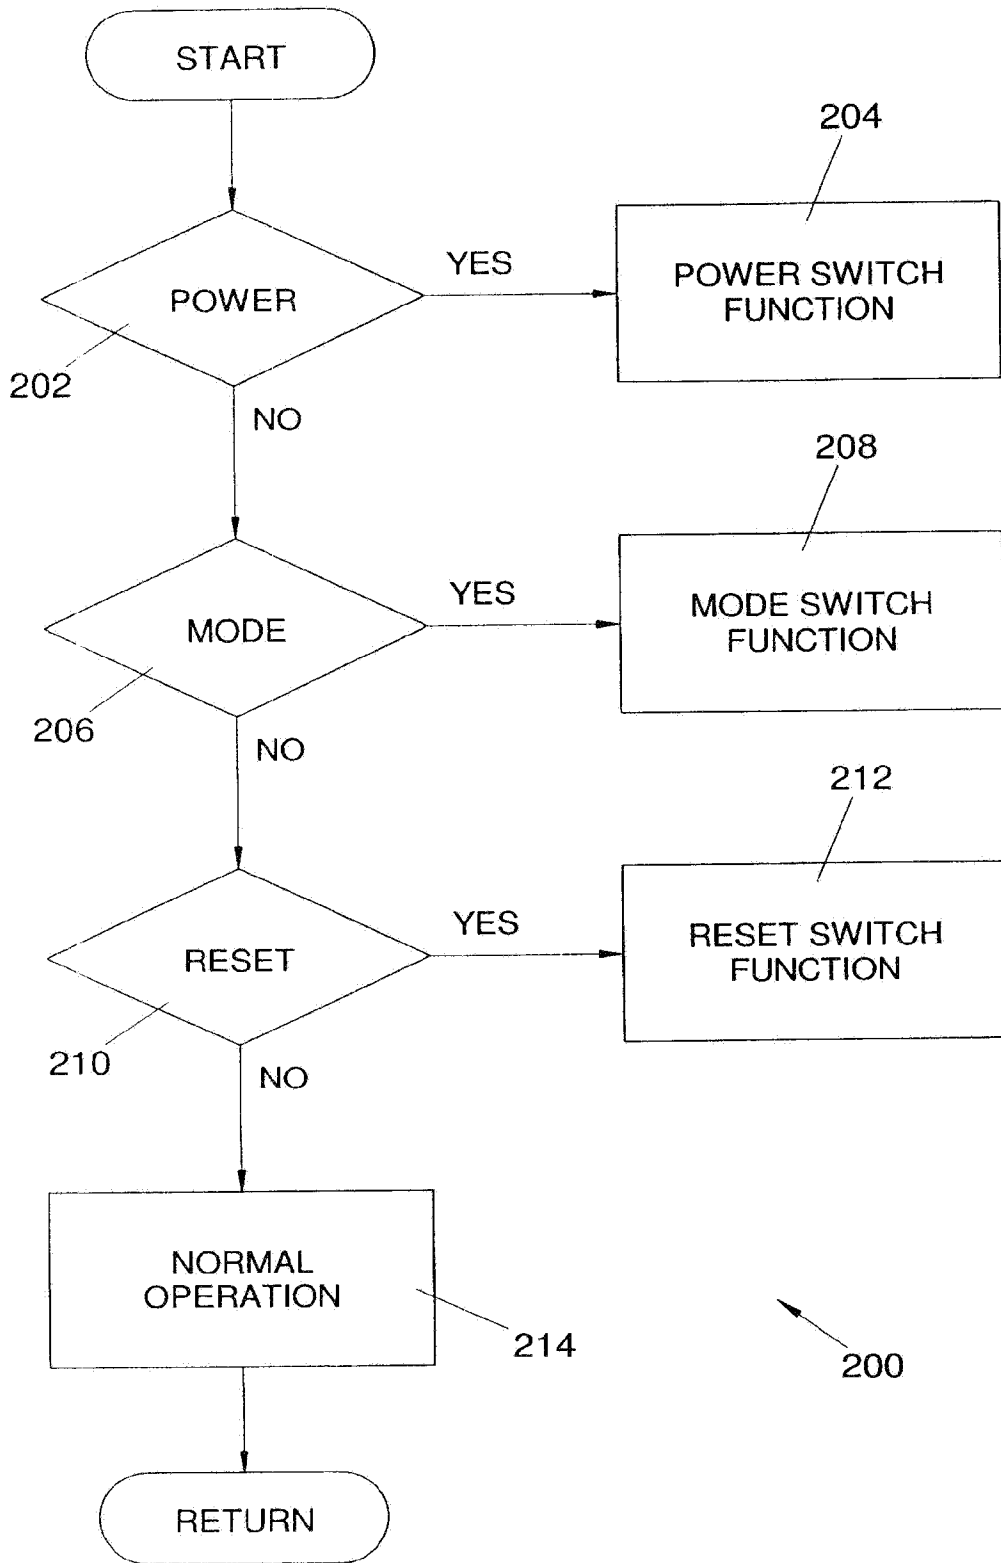 START
204
YES
POWER SWITCH
FUNCTION
POWER
202
NO
208
YES
MODE SWITCH
FUNCTION
MODE
206
NO
212
YES
RESET SWITCH
FUNCTION
RESET
210
NO
NORMAL
OPERATION
214
200
RETURN